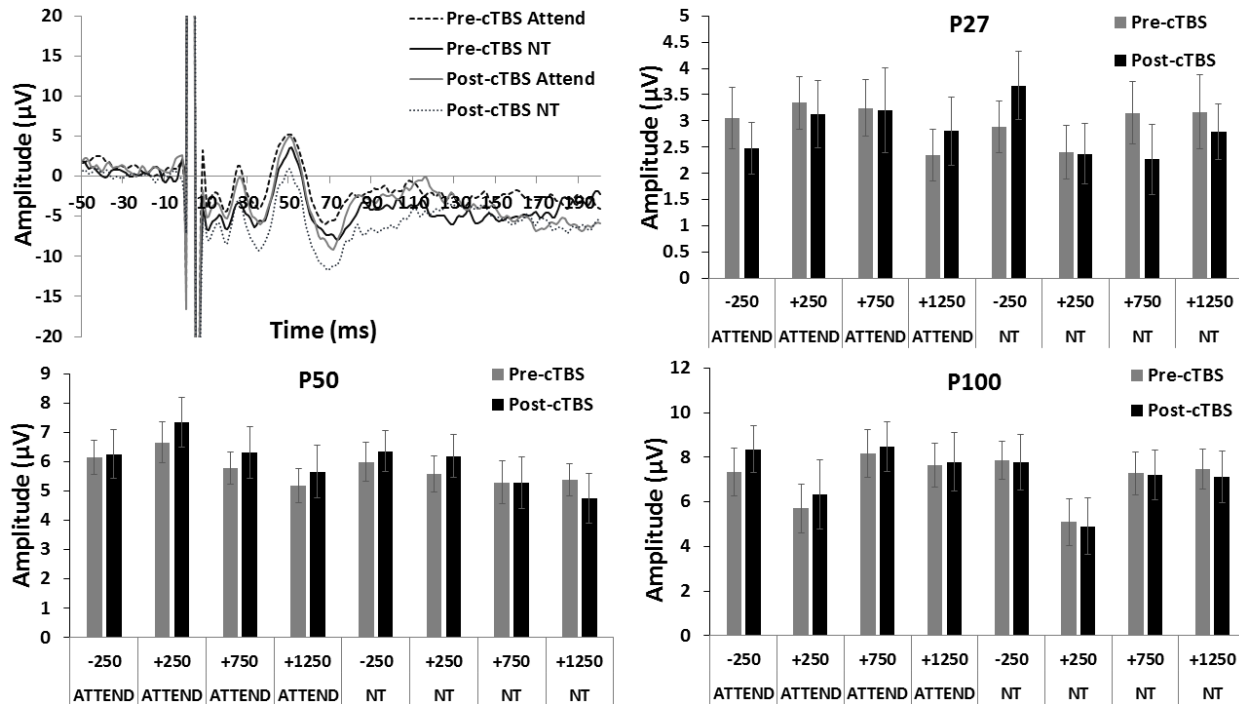 20
15
10
5
0
-5
-10
-15
-20
Amplitude (µV)
-50 -30 -10 10 30 50 70 90 110 130 150 170 190
Time (ms)
Pre-cTBS Attend
Pre-cTBS NT
Post-cTBS Attend
Post-cTBS NT
P27
Pre-cTBS
Post-cTBS
5
4.5
4
3.5
3
2.5
2
1.5
1
0.5
0
Amplitude (µV)
-250 +250 +750 +1250 -250 +250 +750 +1250
ATTEND ATTEND ATTEND ATTEND NT NT NT NT
P50
Pre-cTBS
Post-cTBS
9
8
7
6
5
4
3
2
1
0
Amplitude (µV)
-250 +250 +750 +1250 -250 +250 +750 +1250
ATTEND ATTEND ATTEND ATTEND NT NT NT NT
P100
Pre-cTBS
Post-cTBS
12
10
8
6
4
2
0
Amplitude (µV)
-250 +250 +750 +1250 -250 +250 +750 +1250
ATTEND ATTEND ATTEND ATTEND NT NT NT NT